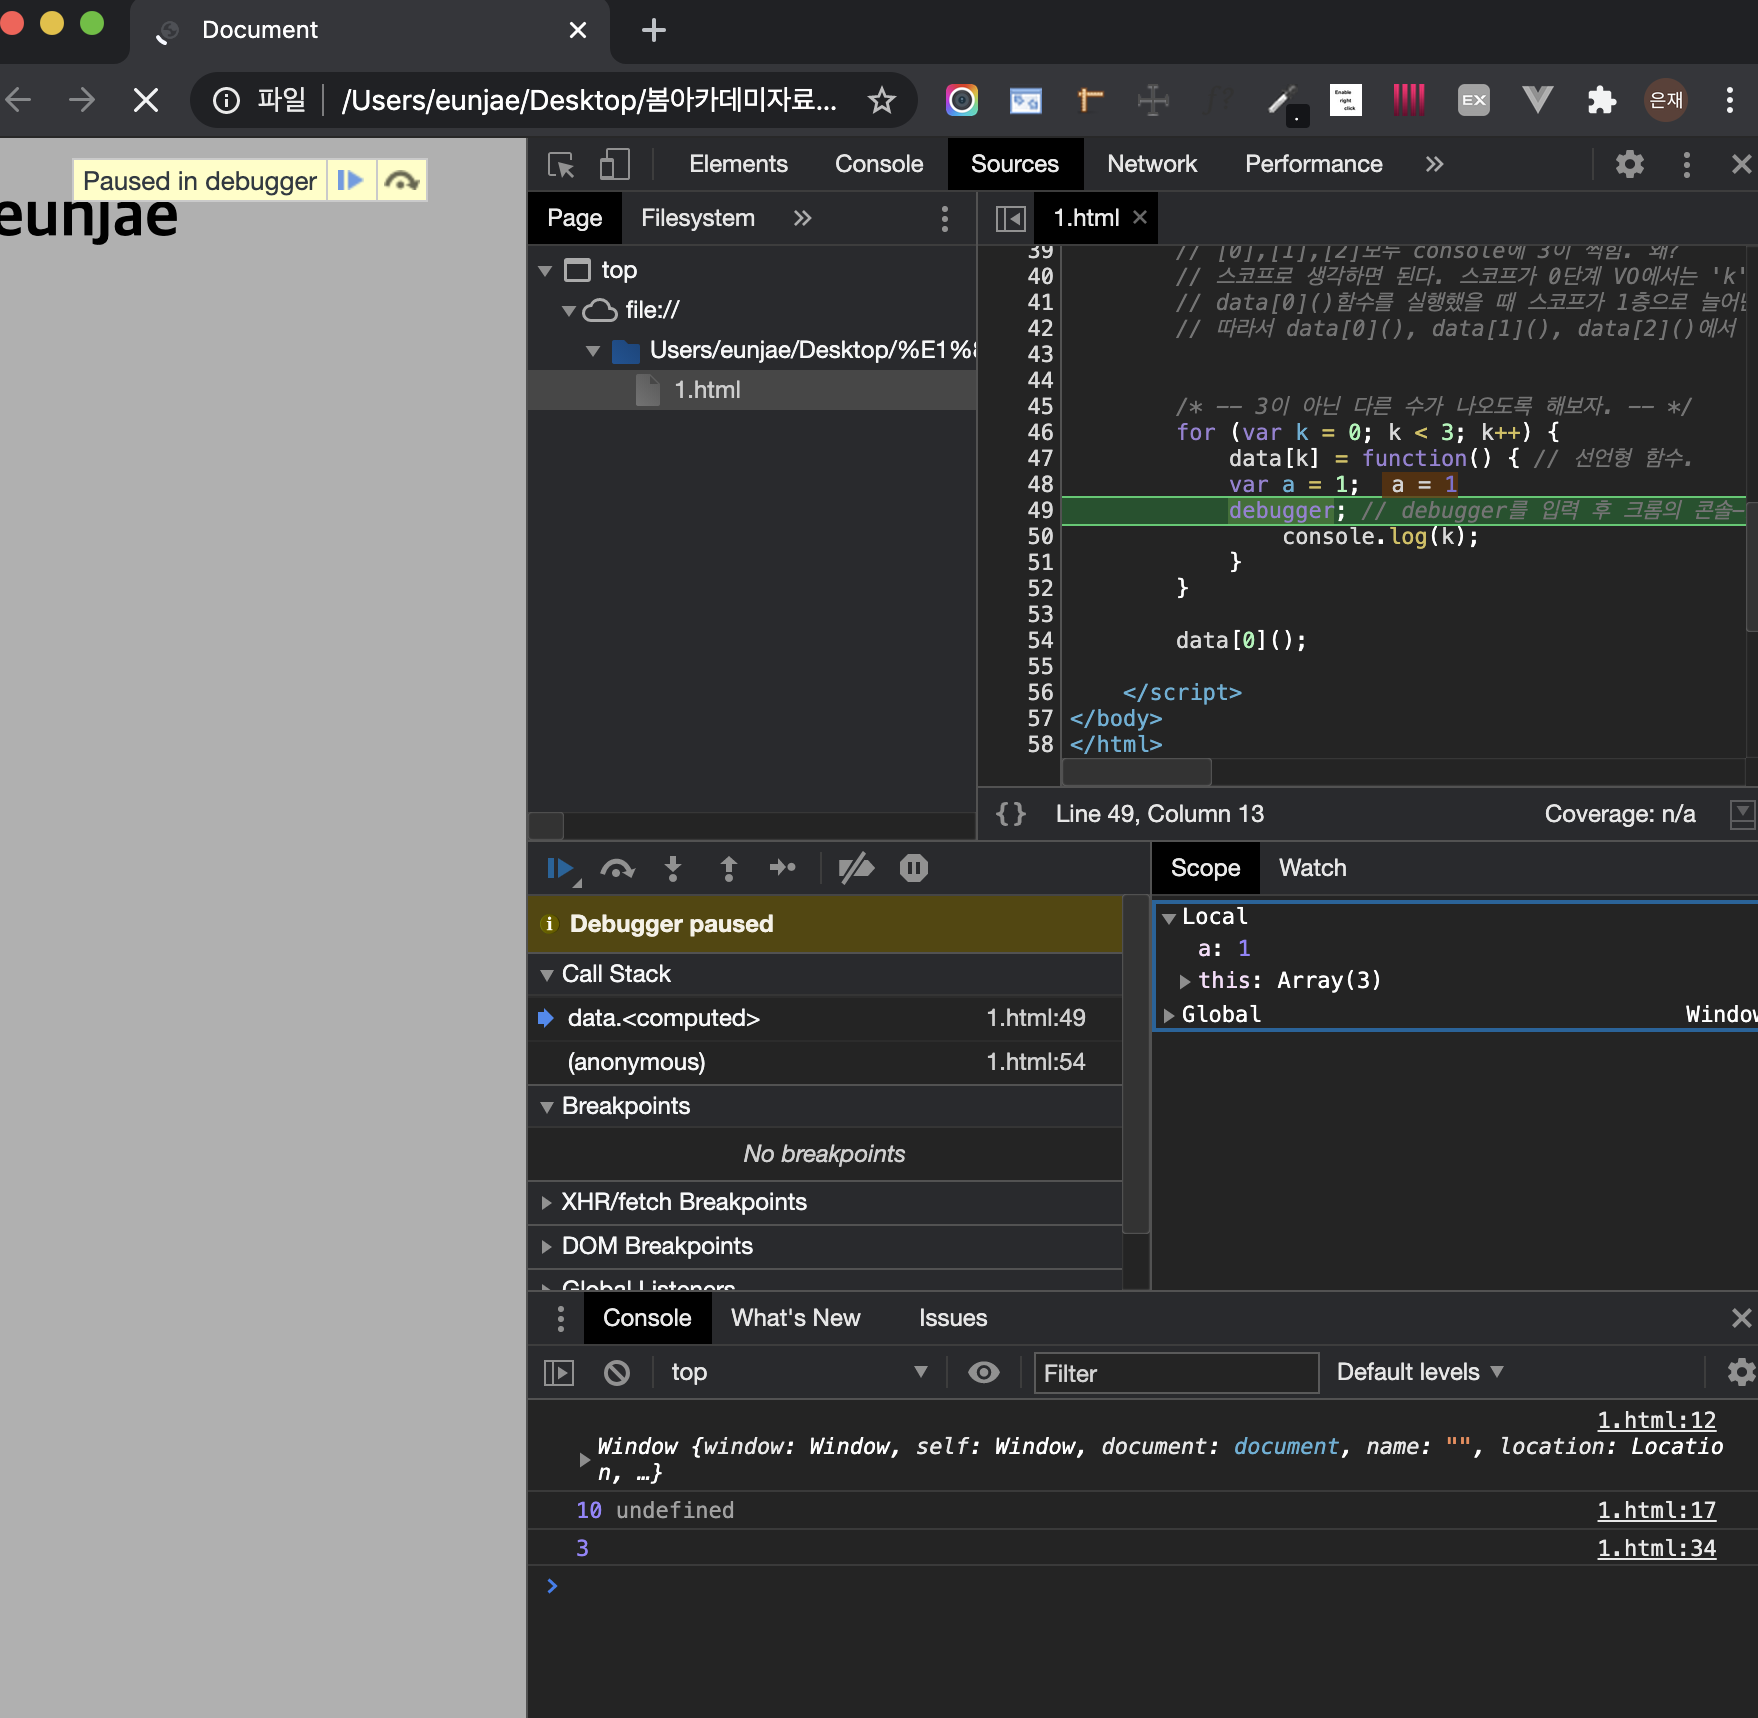 Document
파일 /Users/eunjae/Desktop/봄아카데미자료...
Enable right click
EX
은재
Paused in debugger
eunjae
Elements Console Sources Network Performance
Page Filesystem
1.html
top
file://
Users/eunjae/Desktop/%E1%
1.html
39 // [0],[1],[2]모두 console에 3이 찍힘. 왜?
40 // 스코프로 생각하면 된다. 스코프가 0단계 VO에서는 'k'
41 // data[0]()함수를 실행했을 때 스코프가 1층으로
42 // 따라서 data[0](), data[1](), data[2]()에서
43
44
45 /* -- 3이 아닌 다른 수가 나오도록 해보자. -- */
46 for (var k = 0; k < 3; k++) {
47 data[k] = function() { // 선언형 함수.
48 var a = 1; a = 1
49 debugger; // debugger를 입력 후 크롬의 콘솔-
50 console.log(k);
51 }
52 }
53
54 data[0]();
55
56 </script>
57 </body>
58 </html>
{} Line 49, Column 13 Coverage: n/a
Scope Watch
Debugger paused
Call Stack
data.<computed> 1.html:49
(anonymous) 1.html:54
Breakpoints
No breakpoints
XHR/fetch Breakpoints
DOM Breakpoints
Global Listeners
Local
a: 1
this: Array(3)
Global Window
Console What's New Issues
top Filter Default levels
1.html:12
Window {window: Window, self: Window, document: document, name: "", location: Locatio
n, …}
10 undefined 1.html:17
3 1.html:34